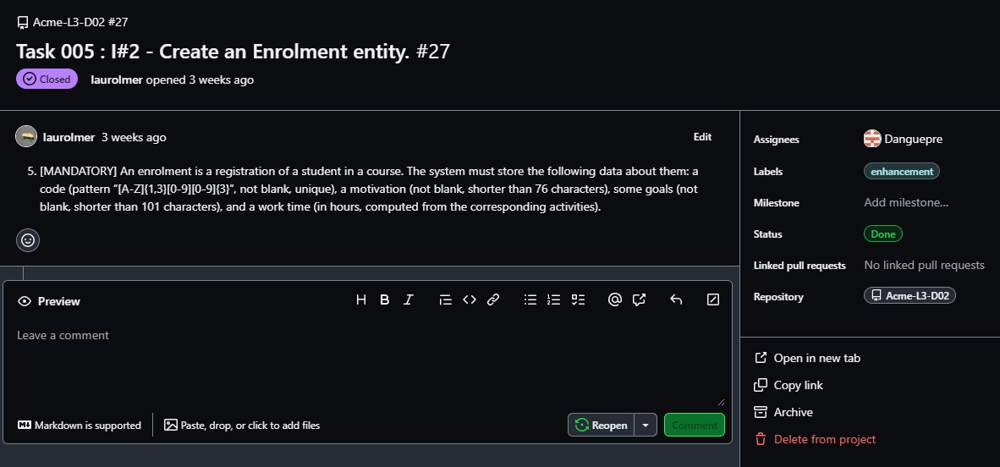 Acme-L3-D02 #27
Task 005 : I#2 - Create an Enrolment entity. #27
Closed
laurolmer opened 3 weeks ago
laurolmer 3 weeks ago
Edit
5. [MANDATORY] An enrolment is a registration of a student in a course. The system must store the following data about them: a
code (pattern “[A-Z]{1,3}[0-9][0-9]{3}”, not blank, unique), a motivation (not blank, shorter than 76 characters), some goals (not
blank, shorter than 101 characters), and a work time (in hours, computed from the corresponding activities).
Preview
Leave a comment
Markdown is supported
Paste, drop, or click to add files
Reopen
Comment
Assignees
Danguepre
Labels
enhancement
Milestone
Add milestone...
Status
Done
Linked pull requests
No linked pull requests
Repository
Acme-L3-D02
Open in new tab
Copy link
Archive
Delete from project